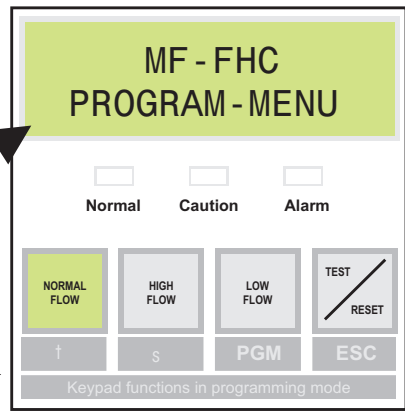 MF - FHC
PROGRAM - MENU
Normal Caution Alarm
NORMAL FLOW HIGH FLOW LOW FLOW TEST / RESET
† s PGM ESC
Keypad functions in programming mode